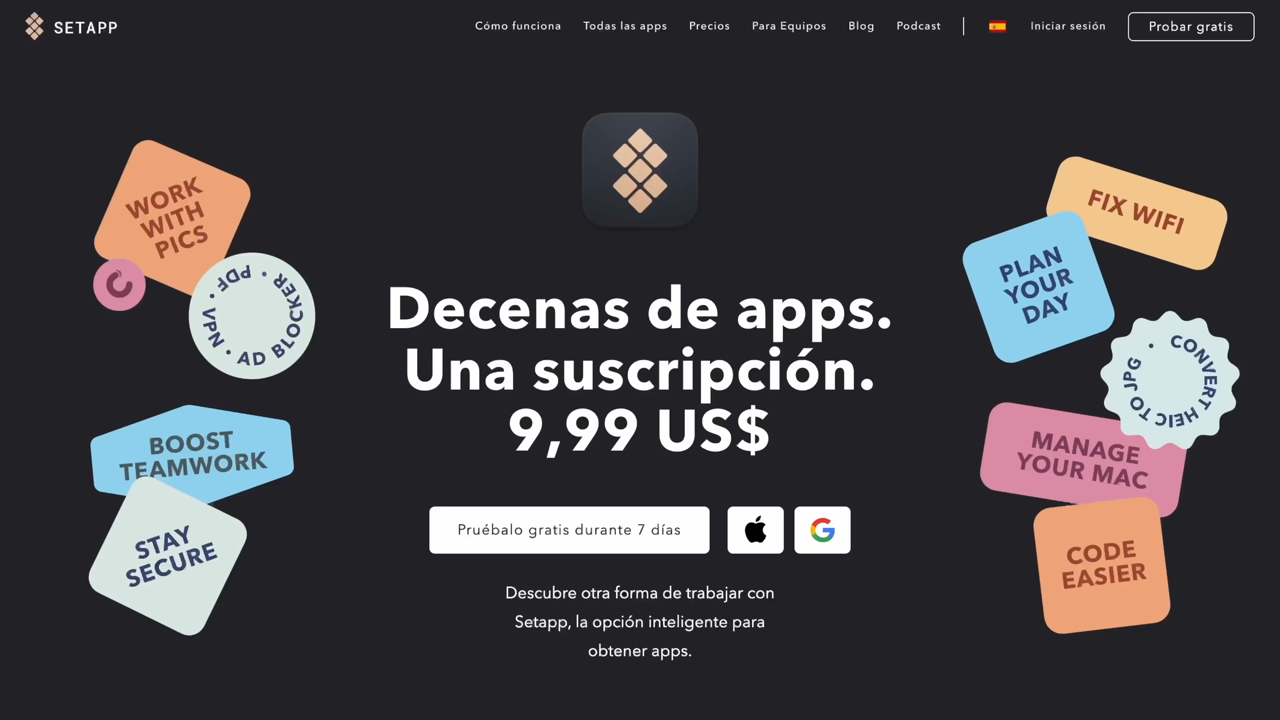 SETAPP
Cómo funciona
Todas las apps
Precios
Para Equipos
Blog
Podcast
Iniciar sesión
Probar gratis
WORK
WITH
PICS
PDF • VPN • AD BLOCKER •
BOOST
TEAMWORK
STAY
SECURE
Decenas de apps.
Una suscripción.
9,99 US$
Pruébalo gratis durante 7 días
Descubre otra forma de trabajar con
Setapp, la opción inteligente para
obtener apps.
FIX WIFI
PLAN
YOUR
DAY
• CONVERT HEIC TO JPG
MANAGE
YOUR MAC
CODE
EASIER